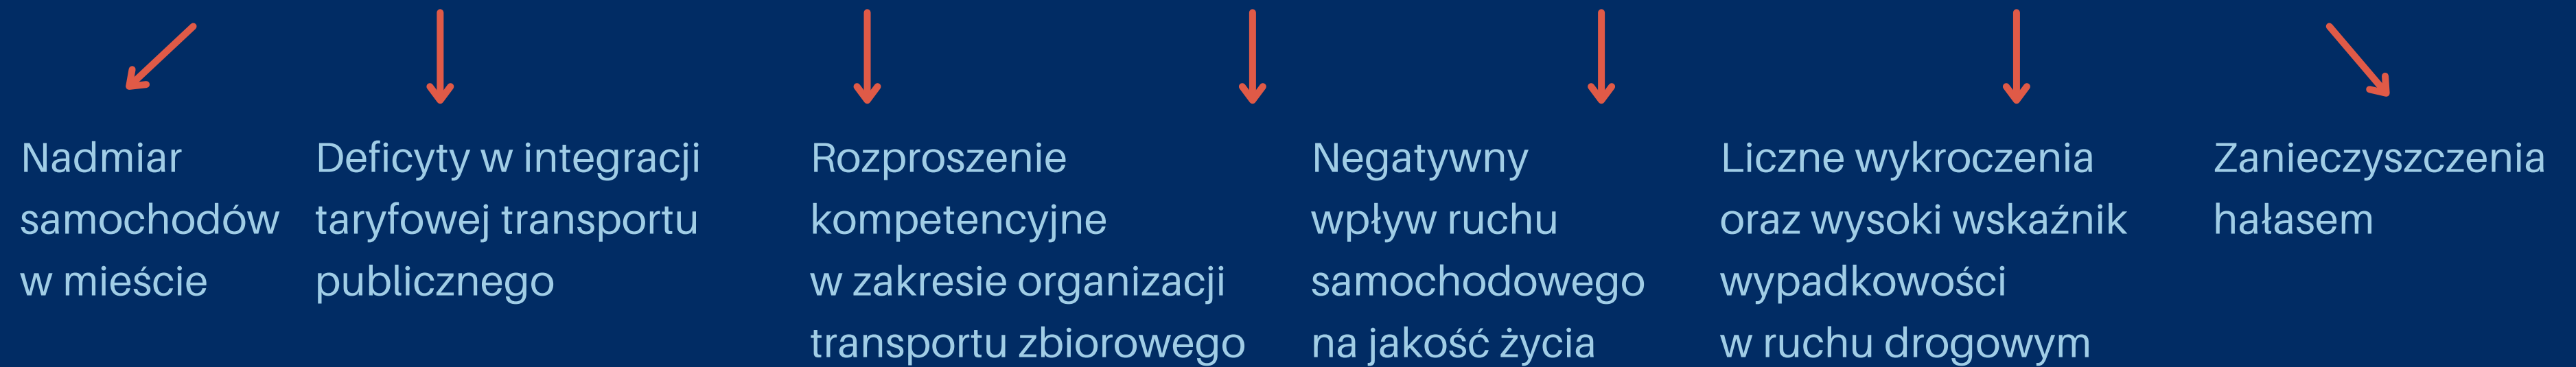 Nadmiar
samochodów
w mieście
Deficyty w integracji
taryfowej transportu
publicznego
Rozproszenie
kompetencyjne
w zakresie organizacji
transportu zbiorowego
Negatywny
wpływ ruchu
samochodowego
na jakość życia
Liczne wykroczenia
oraz wysoki wskaźnik
wypadkowości
w ruchu drogowym
Zanieczyszczenia
hałasem